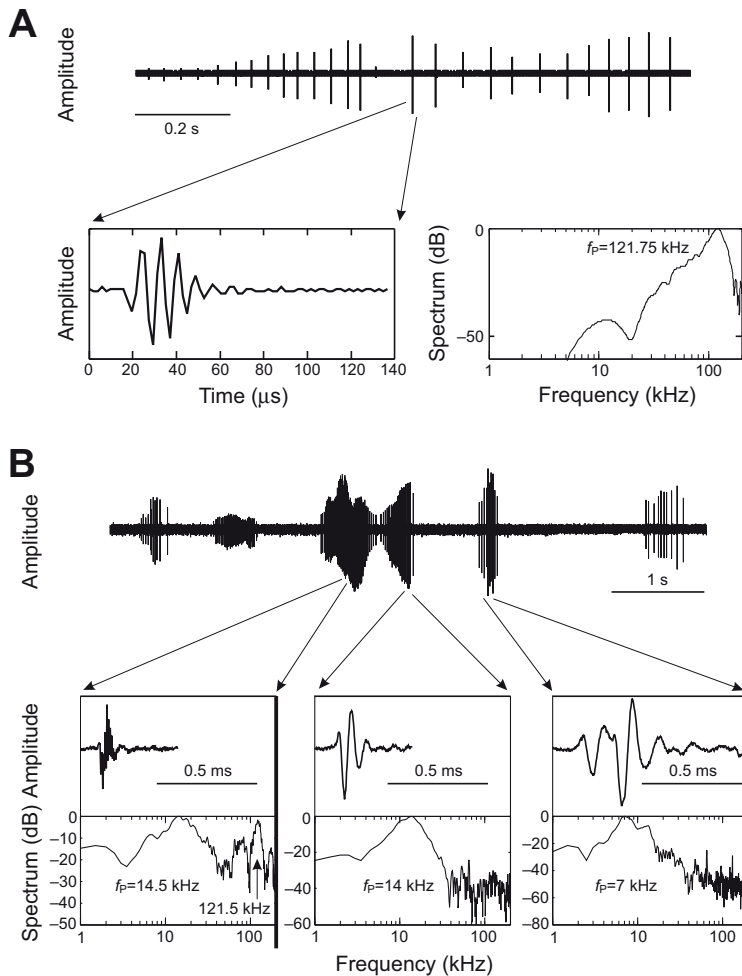 A
Amplitude
0.2 s
Amplitude
0 20 40 60 80 100 120 140
Time (μs)
Spectrum (dB)
0
–50
fP=121.75 kHz
1 10 100
Frequency (kHz)
B
Amplitude
1 s
Amplitude
0.5 ms
0.5 ms
0.5 ms
Spectrum (dB)
0
–10
–20
–30
–40
–50
fP=14.5 kHz
121.5 kHz
1 10 100
0
–20
–40
–60
fP=14 kHz
1 10 100
0
–20
–40
–60
–80
fP=7 kHz
1 10 100
Frequency (kHz)